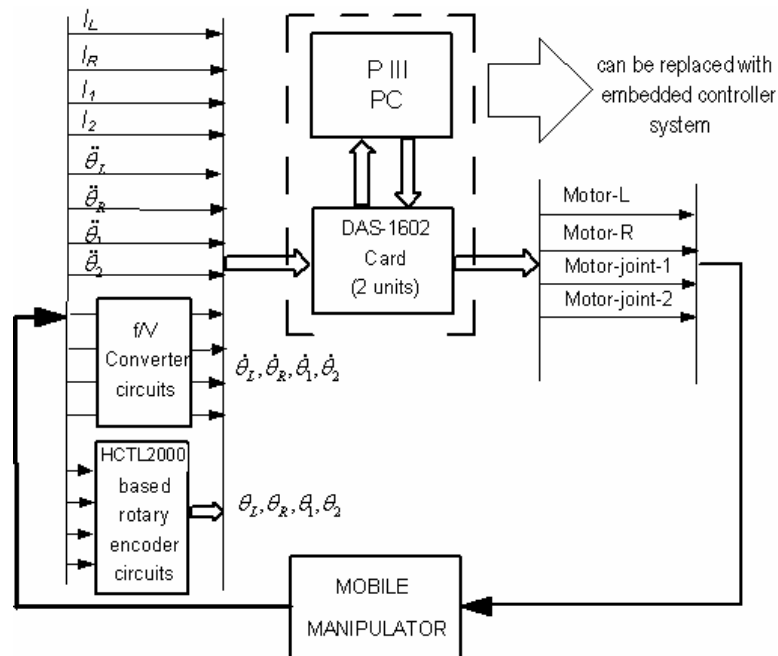 I_L
I_R
I_1
I_2
θ̈_L
θ̈_R
θ̈_1
θ̈_2
f/V
Converter
circuits
θ̇_L, θ̇_R, θ̇_1, θ̇_2
HCTL2000
based
rotary
encoder
circuits
θ_L, θ_R, θ_1, θ_2
P III
PC
DAS-1602
Card
(2 units)
can be replaced with
embedded controller
system
Motor-L
Motor-R
Motor-joint-1
Motor-joint-2
MOBILE
MANIPULATOR